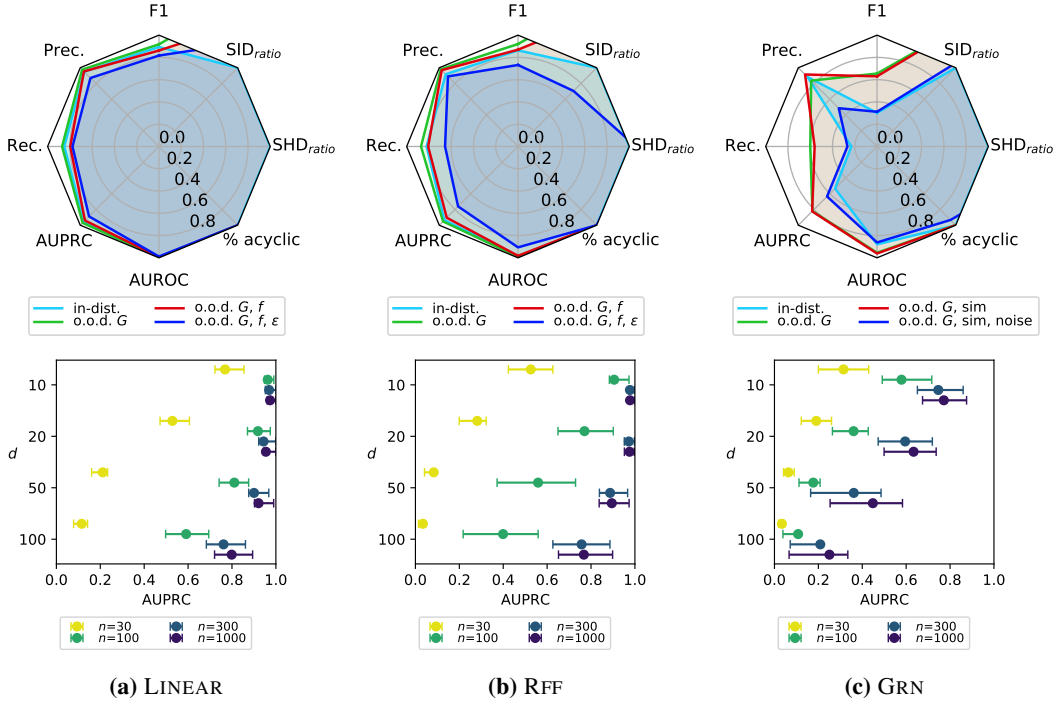 F1
Prec.
SID_ratio
Rec.
0.0
0.2
0.4
0.6
0.8
SHD_ratio
AUPRC
% acyclic
AUROC
in-dist.
o.o.d. G
o.o.d. G, f
o.o.d. G, f, ε
F1
Prec.
SID_ratio
Rec.
0.0
0.2
0.4
0.6
0.8
SHD_ratio
AUPRC
% acyclic
AUROC
in-dist.
o.o.d. G
o.o.d. G, f
o.o.d. G, f, ε
F1
Prec.
SID_ratio
Rec.
0.0
0.2
0.4
0.6
0.8
SHD_ratio
AUPRC
% acyclic
AUROC
in-dist.
o.o.d. G
o.o.d. G, sim
o.o.d. G, sim, noise
10
20
d
50
100
0.0 0.2 0.4 0.6 0.8 1.0
AUPRC
n=30
n=100
n=300
n=1000
10
20
d
50
100
0.0 0.2 0.4 0.6 0.8 1.0
AUPRC
n=30
n=100
n=300
n=1000
10
20
d
50
100
0.0 0.2 0.4 0.6 0.8 1.0
AUPRC
n=30
n=100
n=300
n=1000
(a) LINEAR
(b) RFF
(c) GRN